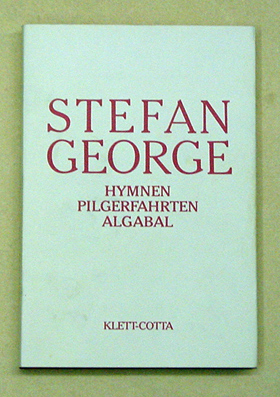 STEFAN
GEORGE
HYMNEN
PILGERFAHRTEN
ALGABAL
KLETT-COTTA